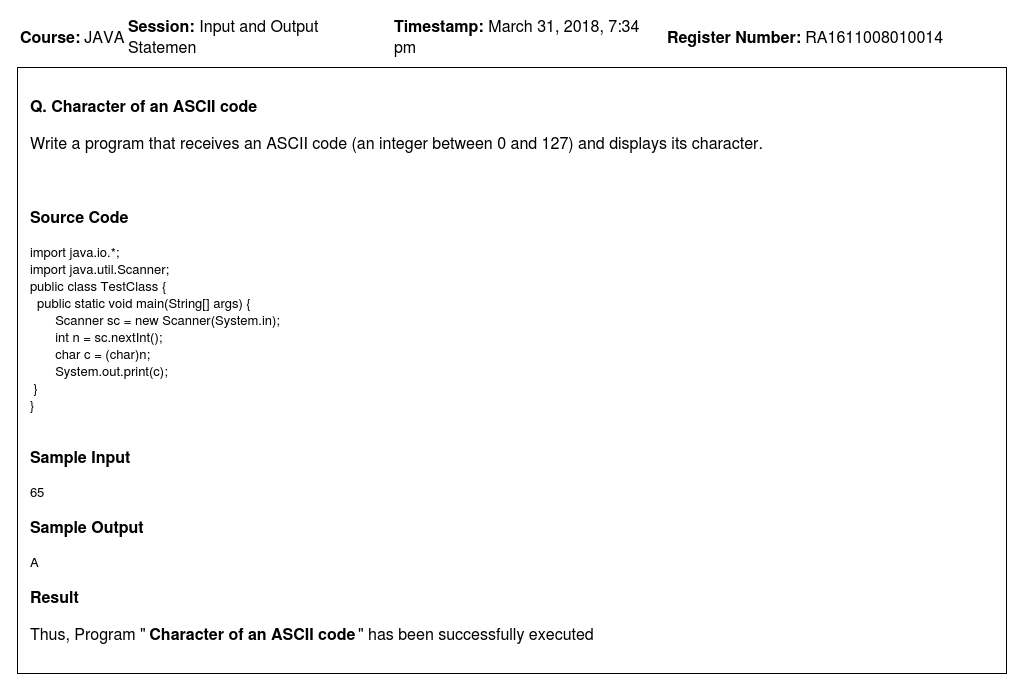 Course: JAVA Session: Input and Output Statemen Timestamp: March 31, 2018, 7:34 pm Register Number: RA1611008010014
Q. Character of an ASCII code
Write a program that receives an ASCII code (an integer between 0 and 127) and displays its character.
Source Code
import java.io.*;
import java.util.Scanner;
public class TestClass {
  public static void main(String[] args) {
       Scanner sc = new Scanner(System.in);
       int n = sc.nextInt();
       char c = (char)n;
       System.out.print(c);
 }
}
Sample Input
65
Sample Output
A
Result
Thus, Program " Character of an ASCII code " has been successfully executed